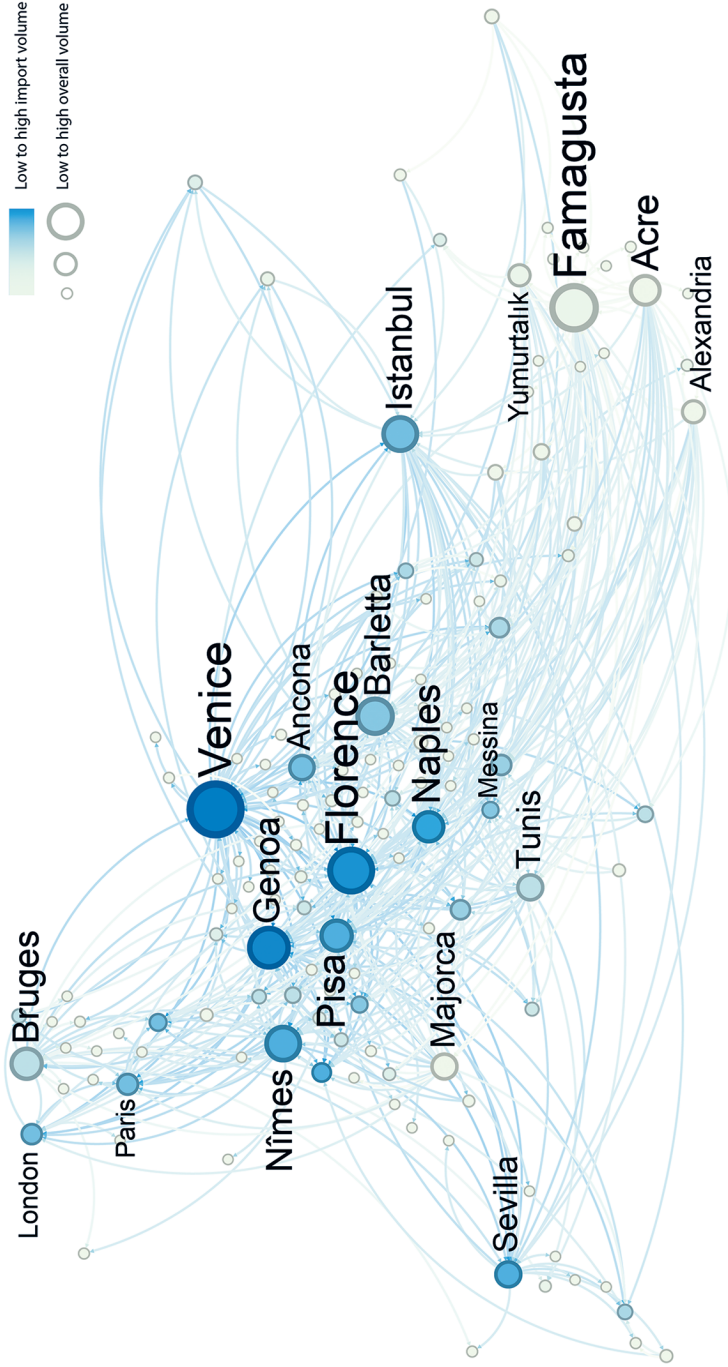 Low to high import volume
Low to high overall volume
London
Bruges
Paris
Nîmes
Genoa
Venice
Pisa
Florence
Ancona
Majorca
Naples
Barletta
Istanbul
Sevilla
Tunis
Messina
Yumurtalık
Famagusta
Acre
Alexandria